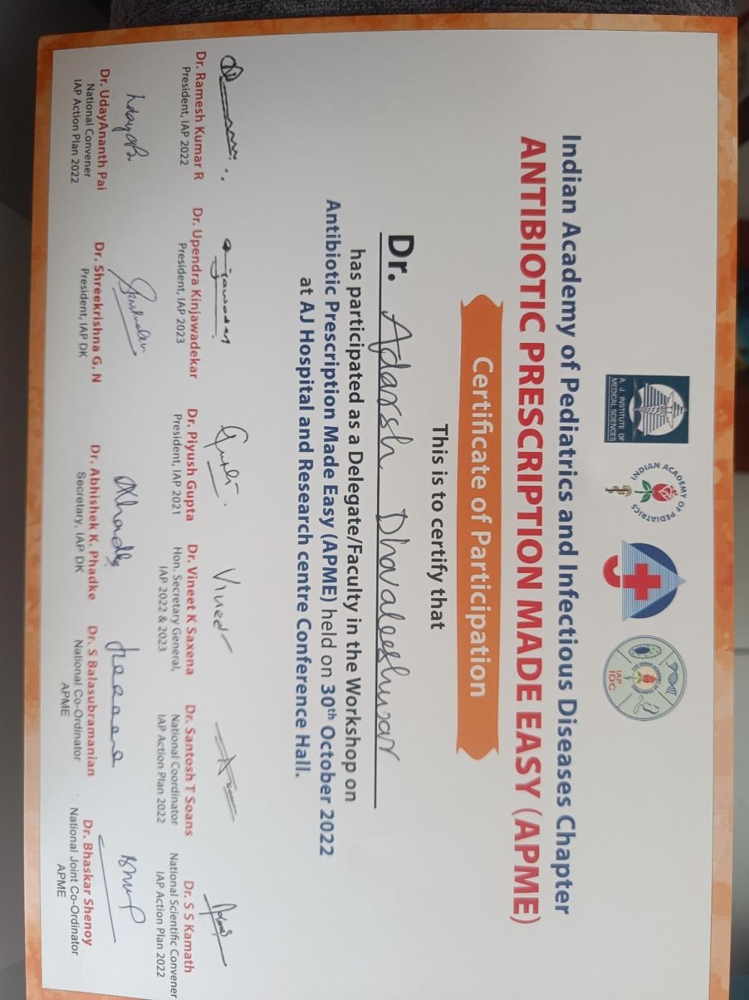 A. J. INSTITUTE OF
MEDICAL SCIENCES
INDIAN ACADEMY OF PEDIATRICS
IAP
IDC
Indian Academy of Pediatrics and Infectious Diseases Chapter
ANTIBIOTIC PRESCRIPTION MADE EASY (APME)
Certificate of Participation
This is to certify that
Dr. Adarsh Dhavaleshwar
has participated as a Delegate/Faculty in the Workshop on
Antibiotic Prescription Made Easy (APME) held on 30th October 2022
at AJ Hospital and Research centre Conference Hall.
Dr. Ramesh Kumar R
President, IAP 2022
Dr. Upendra Kinjawadekar
President, IAP 2023
Dr. Piyush Gupta
President, IAP 2021
Vineet
Dr. Vineet K Saxena
Hon. Secretary General,
IAP 2022 & 2023
Dr. Santosh T Soans
National Coordinator
IAP Action Plan 2022
Dr. S S Kamath
National Scientific Convener
IAP Action Plan 2022
Dr. UdayAnanth Pai
National Convener
IAP Action Plan 2022
Dr. Shreekrishna G. N
President, IAP DK
Dr. Abhishek K. Phadke
Secretary, IAP DK
Dr. S Balasubramanian
National Co-Ordinator
APME
Dr. Bhaskar Shenoy
National Joint Co-Ordinator
APME